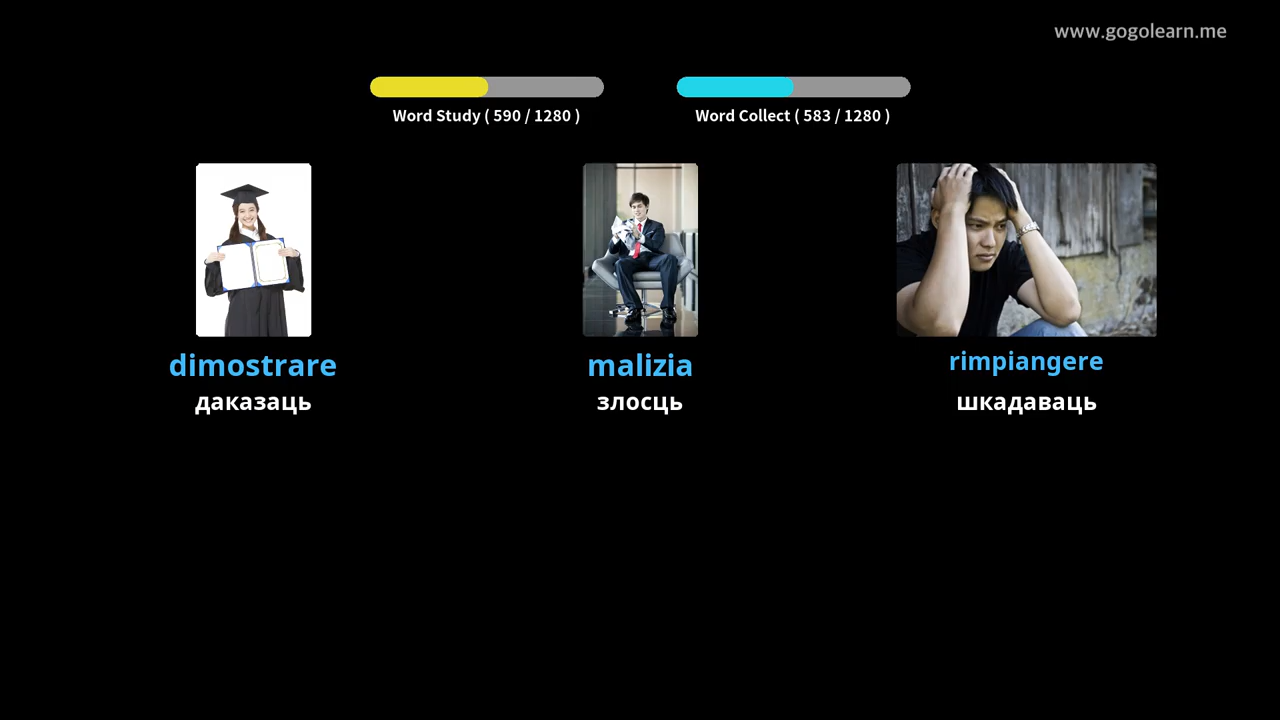 www.gogolearn.me
Word Study ( 590 / 1280 )
Word Collect ( 583 / 1280 )
dimostrare
даказаць
malizia
злосць
rimpiangere
шкадаваць